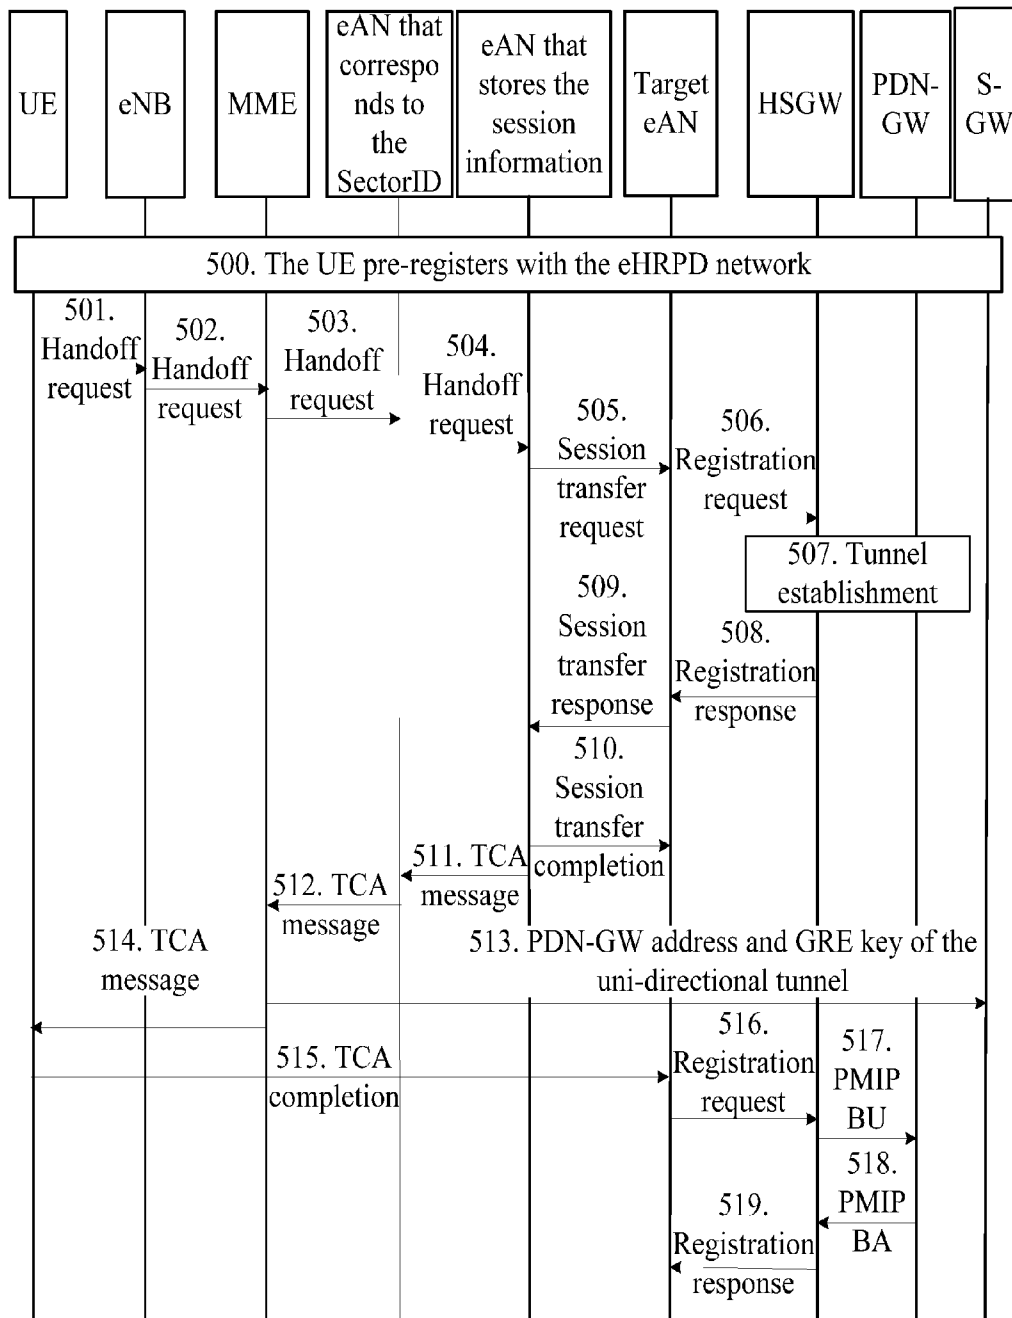 UE
eNB
MME
eAN that
correspo
nds to
the
SectorID
eAN that
stores the
session
information
Target
eAN
HSGW
PDN-
GW
S-
GW
500. The UE pre-registers with the eHRPD network
501.
Handoff
request
502.
Handoff
request
503.
Handoff
request
504.
Handoff
request
505.
Session
transfer
request
506.
Registration
request
507. Tunnel
establishment
508.
Registration
response
509.
Session
transfer
response
510.
Session
transfer
completion
511. TCA
message
512. TCA
message
513. PDN-GW address and GRE key of the
uni-directional tunnel
514. TCA
message
515. TCA
completion
516.
Registration
request
517.
PMIP
BU
518.
PMIP
BA
519.
Registration
response